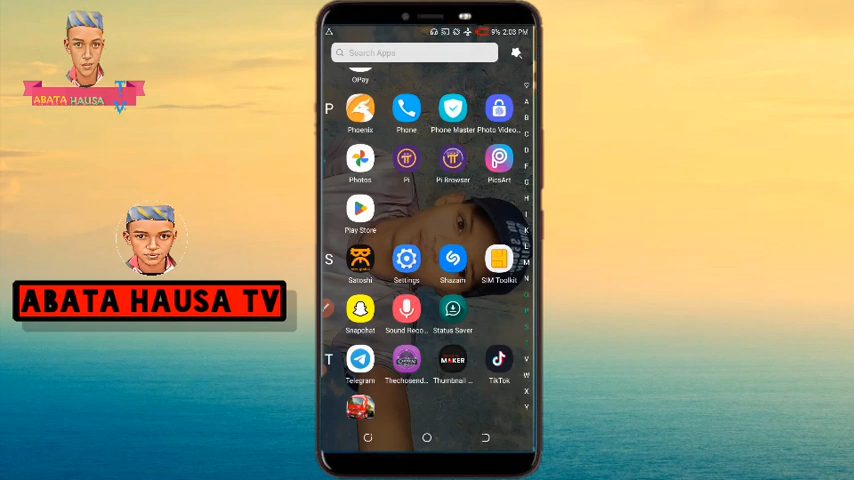 ABATA HAUSA TV
ABATA HAUSA TV
9% 2:03 PM
Search Apps
OPay
P
Phoenix
Phone
Phone Master
Photo Video...
Photos
Pi
Pi Browser
PicsArt
Play Store
S
Satoshi
Settings
Shazam
SIM Toolkit
Snapchat
Sound Reco...
Status Saver
T
MAKER
Telegram
Thechosend...
Thumbnail ...
TikTok
A
B
C
D
F
G
H
I
K
L
M
N
O
P
S
T
V
W
X
Y